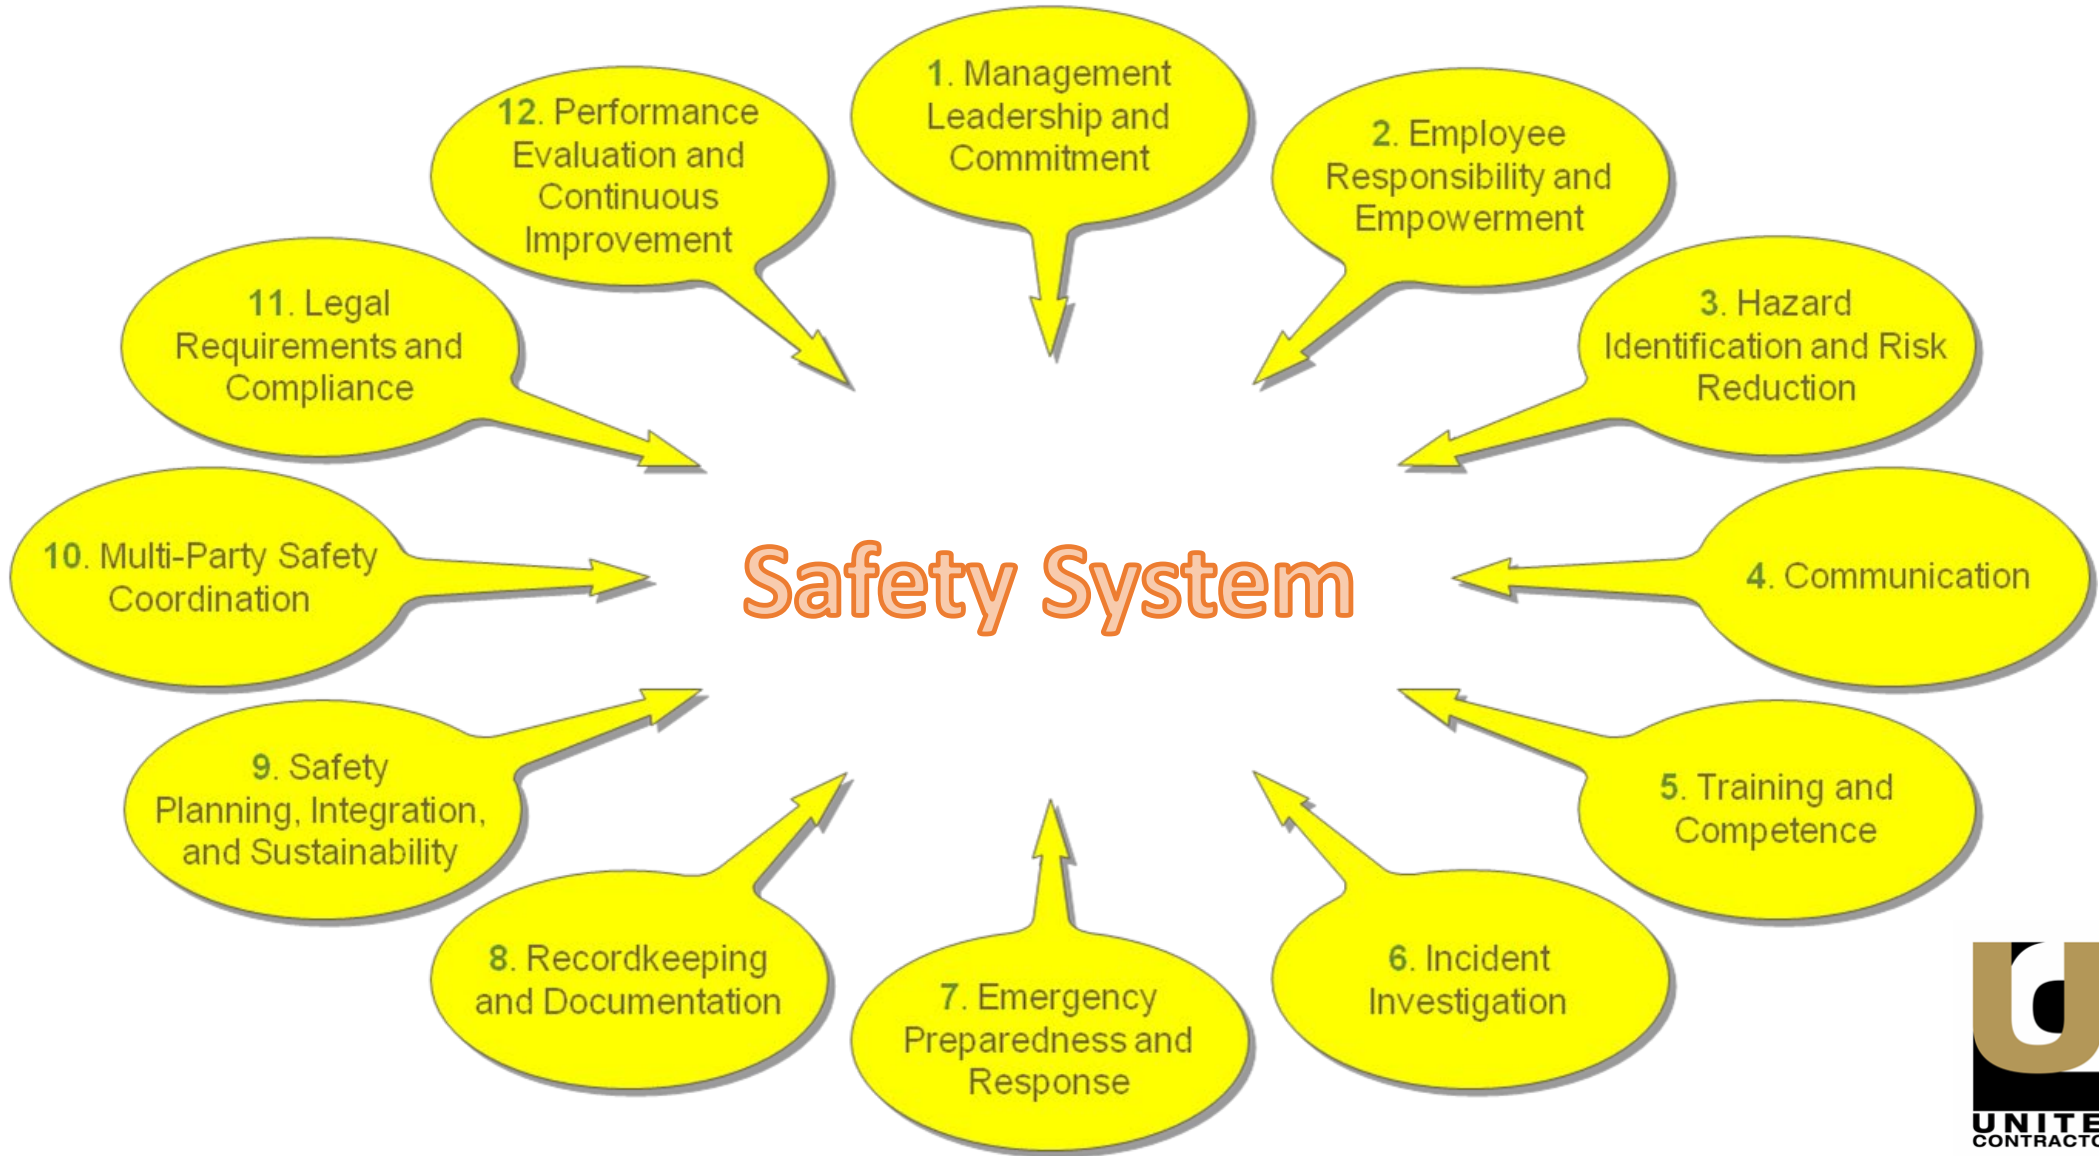 1. Management
Leadership and
Commitment
2. Employee
Responsibility and
Empowerment
3. Hazard
Identification and Risk
Reduction
4. Communication
5. Training and
Competence
6. Incident
Investigation
7. Emergency
Preparedness and
Response
8. Recordkeeping
and Documentation
9. Safety
Planning, Integration,
and Sustainability
10. Multi-Party Safety
Coordination
11. Legal
Requirements and
Compliance
12. Performance
Evaluation and
Continuous
Improvement
Safety System